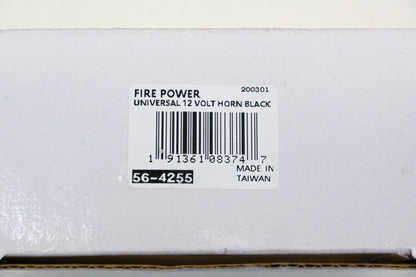 FIRE POWER 200301
UNIVERSAL 12 VOLT HORN BLACK
1 91361 08374 7
56-4255 MADE IN
TAIWAN